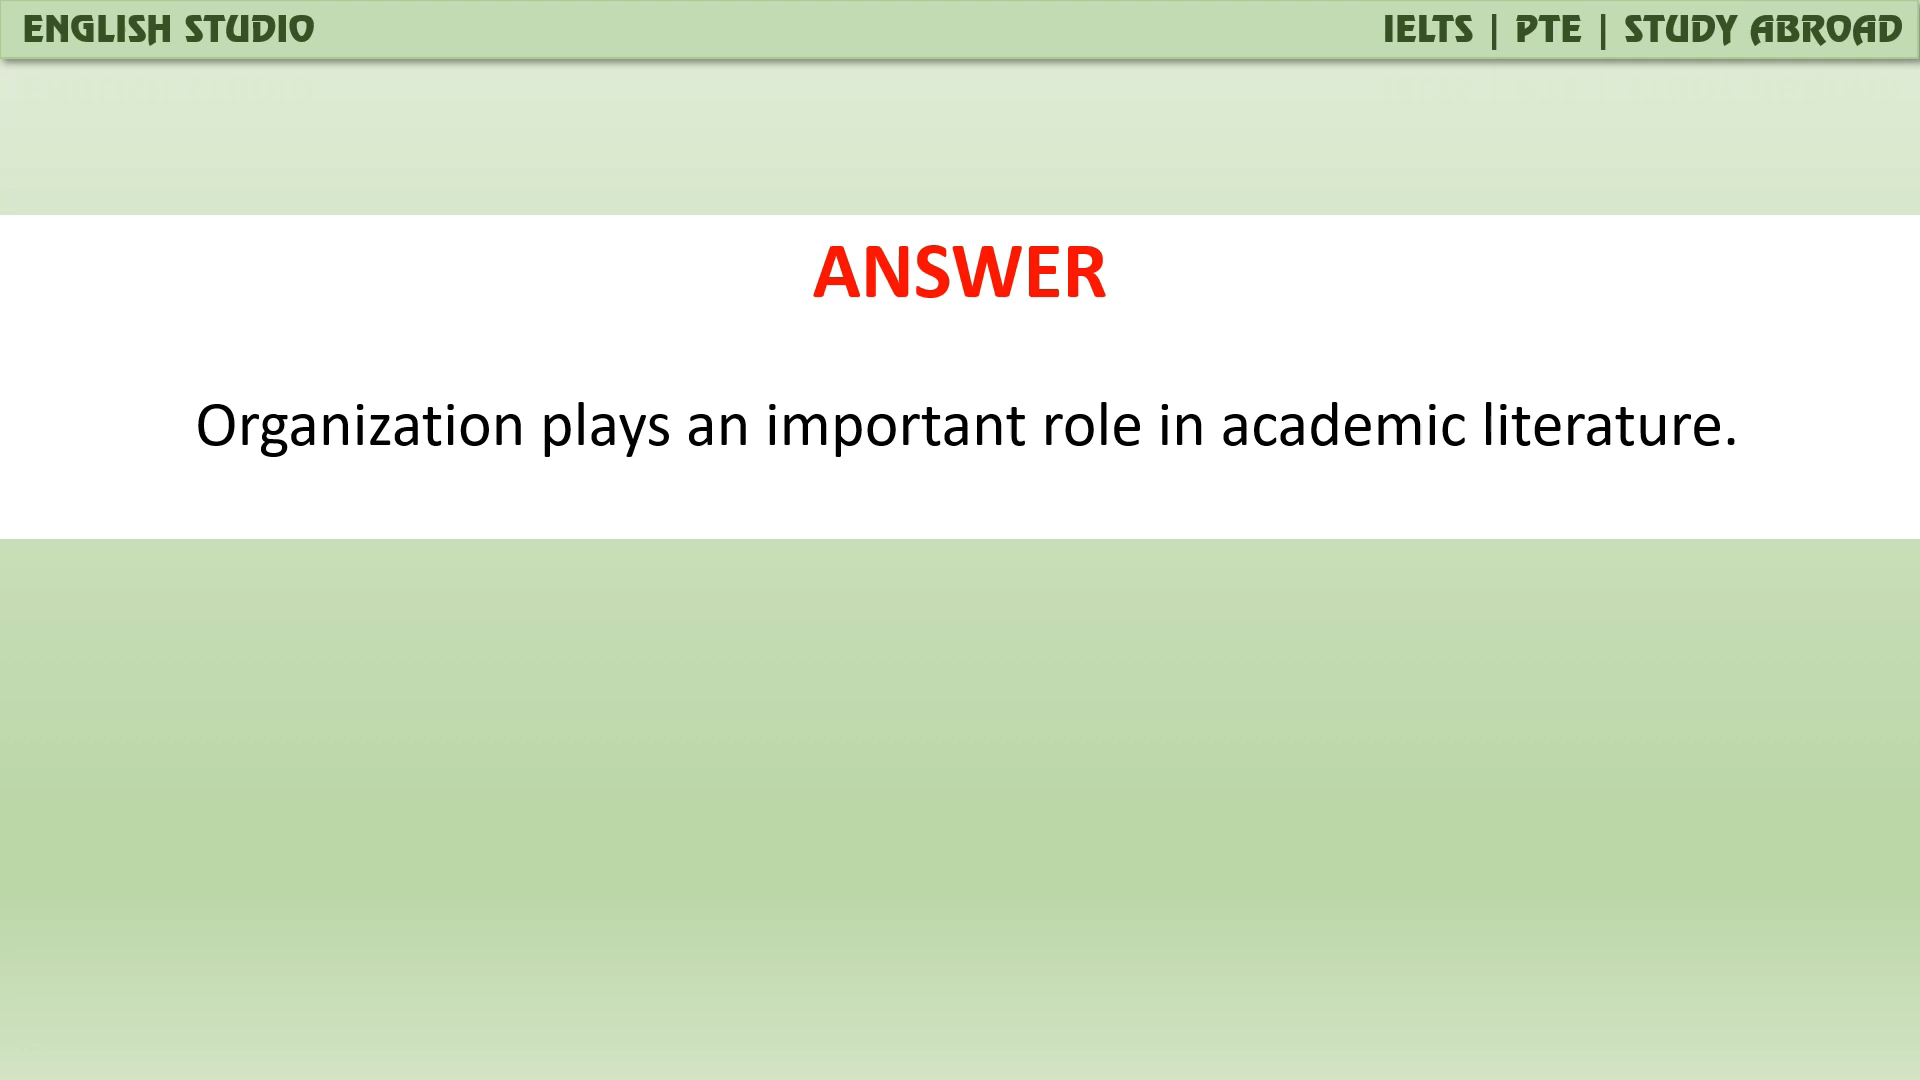 ENGLISH STUDIO
IELTS | PTE | STUDY ABROAD
ANSWER
Organization plays an important role in academic literature.